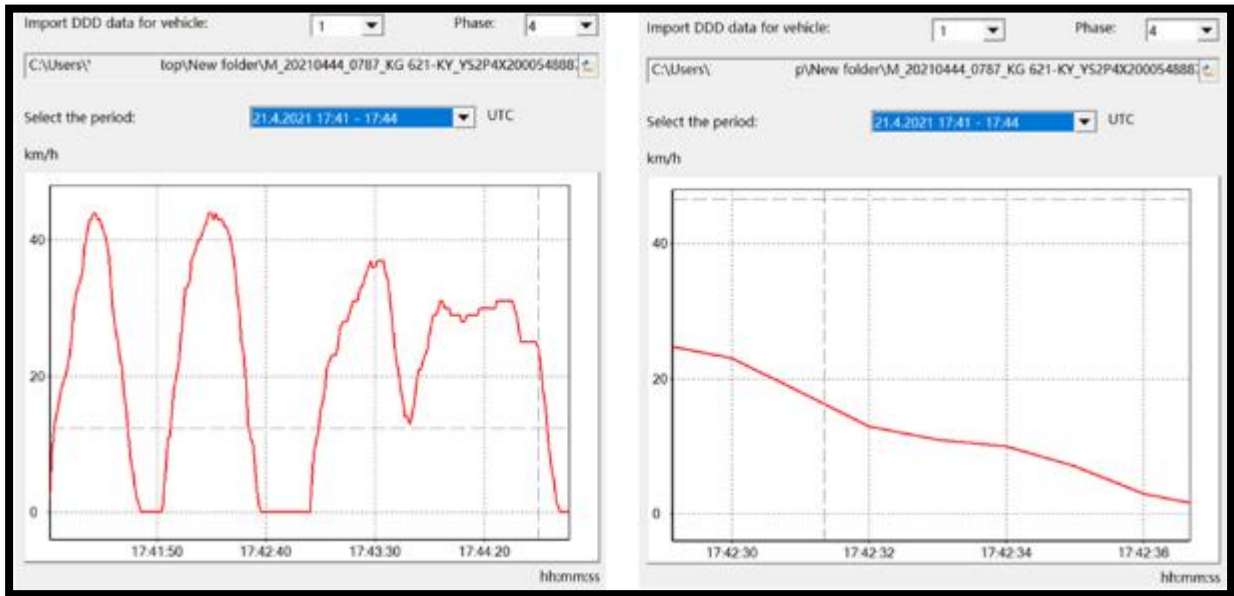 Import DDD data for vehicle: 1 Phase: 4
C:\Users\' top\New folder\M_20210444_0787_KG 621-KY_YS2P4X20005488
Select the period: 21.4.2021 17:41 - 17:44 UTC
km/h
40
20
0
17:41:50 17:42:40 17:43:30 17:44:20
hh:mm:ss
Import DDD data for vehicle: 1 Phase: 4
C:\Users\ p\New folder\M_20210444_0787_KG 621-KY_YS2P4X200054888
Select the period: 21.4.2021 17:41 - 17:44 UTC
km/h
40
20
0
17:42:30 17:42:32 17:42:34 17:42:36
hh:mm:ss